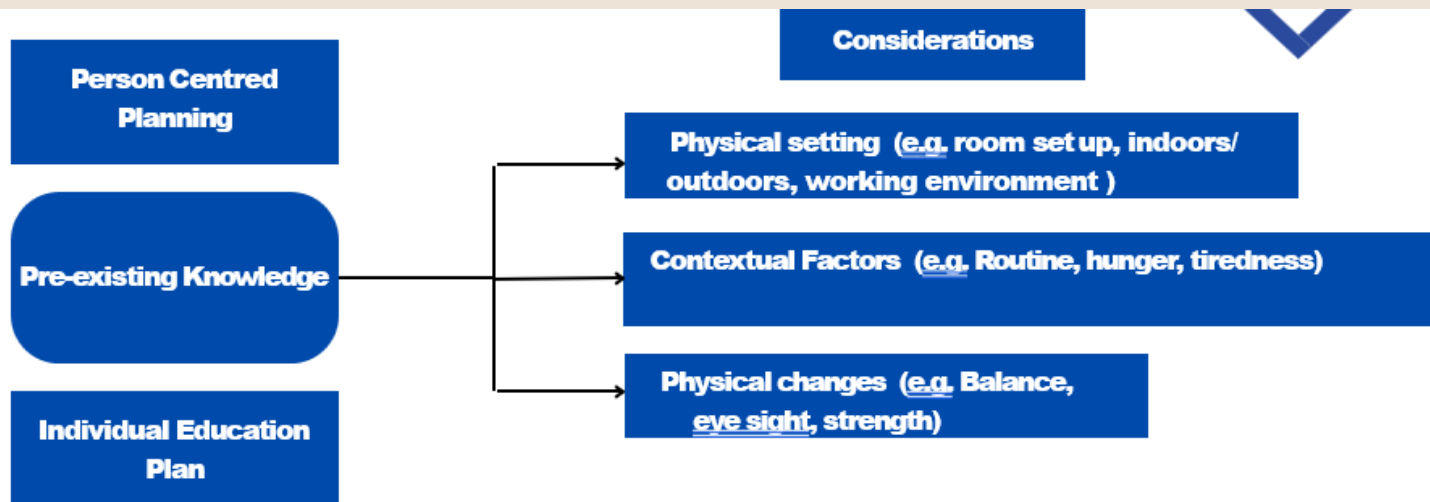 Person Centred
Planning
Pre-existing Knowledge
Individual Education
Plan
Considerations
Physical setting (e.g. room set up, indoors/
outdoors, working environment )
Contextual Factors (e.g. Routine, hunger, tiredness)
Physical changes (e.g. Balance,
eye sight, strength)